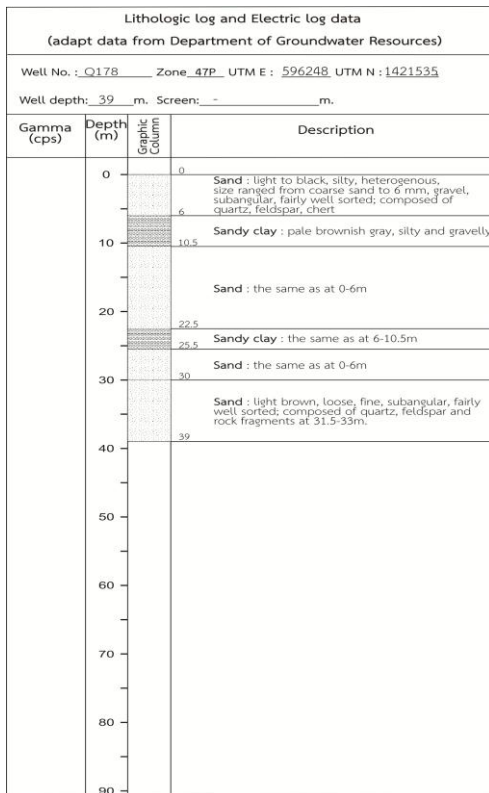 Lithologic log and Electric log data
(adapt data from Department of Groundwater Resources)
Well No. : Q178 Zone 47P UTM E : 596248 UTM N : 1421535
Well depth: 39 m. Screen: - m.
Gamma (cps) Depth (m) Graphic Column Description
0 0
Sand : light to black, silty, heterogenous,
size ranged from coarse sand to 6 mm, gravel,
subangular, fairly well sorted; composed of
quartz, feldspar, chert
6
Sandy clay : pale brownish gray, silty and gravelly
10 10.5
Sand : the same as at 0-6m
20
22.5
Sandy clay : the same as at 6-10.5m
25.5
Sand : the same as at 0-6m
30 30
Sand : light brown, loose, fine, subangular, fairly
well sorted; composed of quartz, feldspar and
rock fragments at 31.5-33m.
39
40
50
60
70
80
90